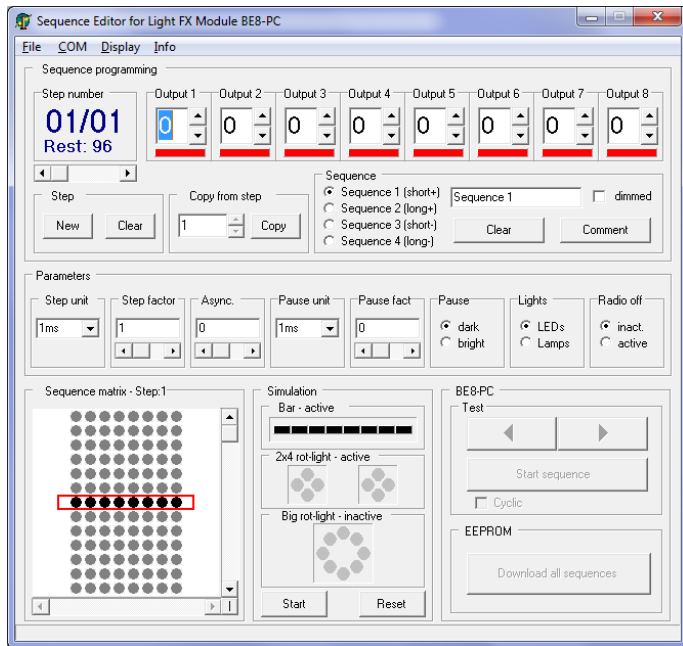 Sequence Editor for Light FX Module BE8-PC
File COM Display Info
Sequence programming
Step number Output 1 Output 2 Output 3 Output 4 Output 5 Output 6 Output 7 Output 8
01/01 0 0 0 0 0 0 0 0
Rest: 96
Step Copy from step Sequence
New Clear 1 Copy
Sequence 1 (short+) Sequence 1 dimmed
Sequence 2 (long+)
Sequence 3 (short-) Clear Comment
Sequence 4 (long-)
Parameters
Step unit Step factor Async. Pause unit Pause fact Pause Lights Radio off
1ms 1 0 1ms 0 dark LEDs inact.
bright Lamps active
Sequence matrix - Step:1 Simulation BE8-PC
Bar - active Test
2x4 rot-light - active
Start sequence
Cyclic
Big rot-light - inactive
EEPROM
Download all sequences
Start Reset